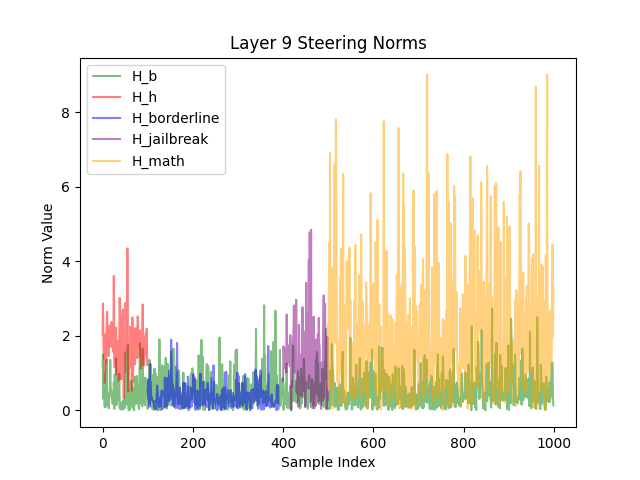 Layer 9 Steering Norms
H_b
H_h
H_borderline
H_jailbreak
H_math
Norm Value
8
6
4
2
0
0 200 400 600 800 1000
Sample Index